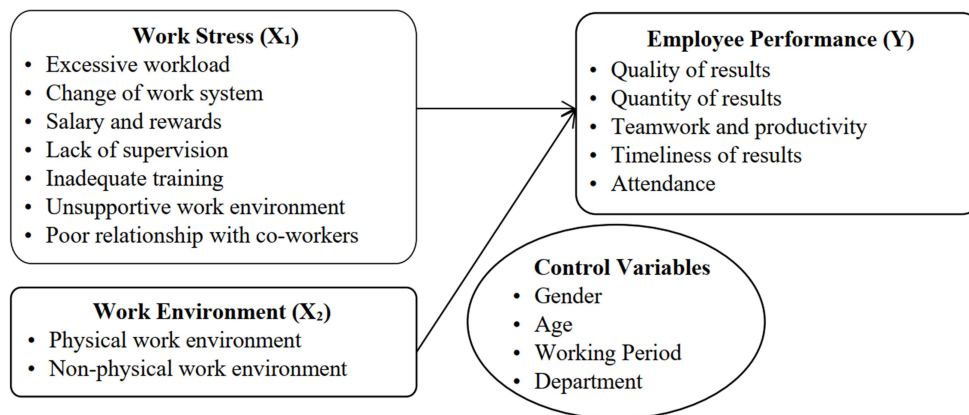 Work Stress (X₁)
• Excessive workload
• Change of work system
• Salary and rewards
• Lack of supervision
• Inadequate training
• Unsupportive work environment
• Poor relationship with co-workers
Work Environment (X₂)
• Physical work environment
• Non-physical work environment
Employee Performance (Y)
• Quality of results
• Quantity of results
• Teamwork and productivity
• Timeliness of results
• Attendance
Control Variables
• Gender
• Age
• Working Period
• Department